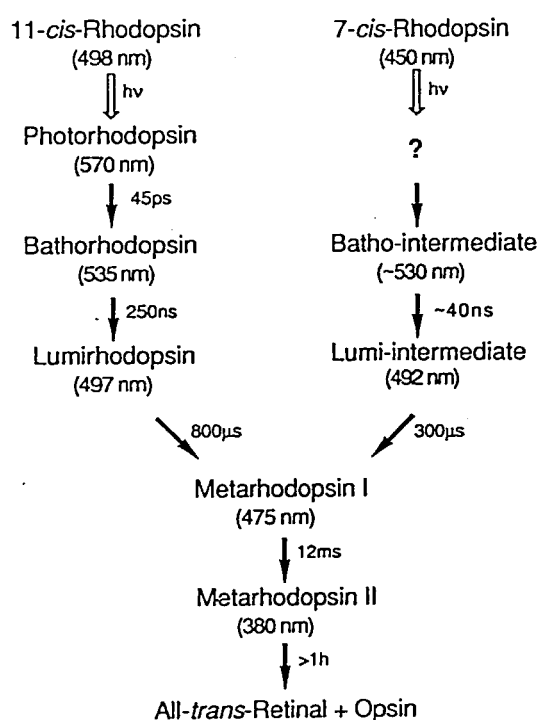 11-cis-Rhodopsin
(498 nm)
hν
Photorhodopsin
(570 nm)
45ps
Bathorhodopsin
(535 nm)
250ns
Lumirhodopsin
(497 nm)
800µs
7-cis-Rhodopsin
(450 nm)
hν
?
Batho-intermediate
(~530 nm)
~40ns
Lumi-intermediate
(492 nm)
300µs
Metarhodopsin I
(475 nm)
12ms
Metarhodopsin II
(380 nm)
>1h
All-trans-Retinal + Opsin